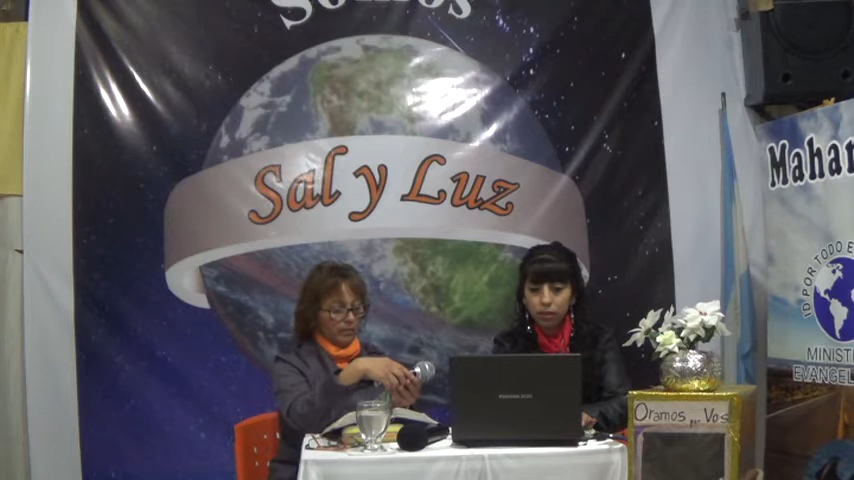 Somos
Sal y Luz
Mahan
ID POR TODO E
MINIST
EVANGEL
Oramos por Vos